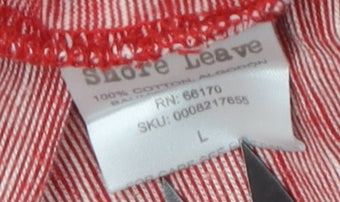 Shore Leave
100% COTTON, ALGODON
RN: 66170
SKU: 0008217655
L